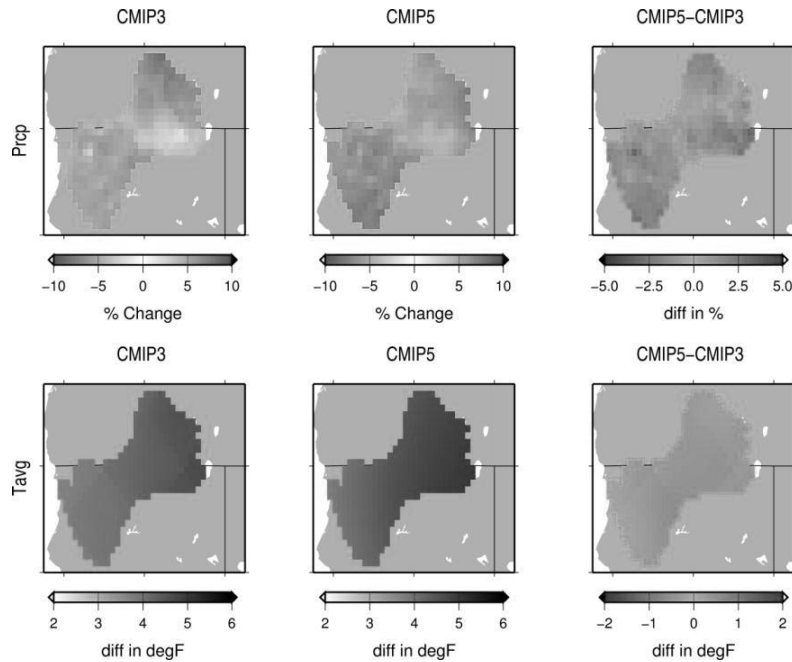 CMIP3 CMIP5 CMIP5−CMIP3
Prcp
−10 −5 0 5 10 −10 −5 0 5 10 −5.0 −2.5 0.0 2.5 5.0
% Change % Change diff in %
CMIP3 CMIP5 CMIP5−CMIP3
Tavg
2 3 4 5 6 2 3 4 5 6 −2 −1 0 1 2
diff in degF diff in degF diff in degF